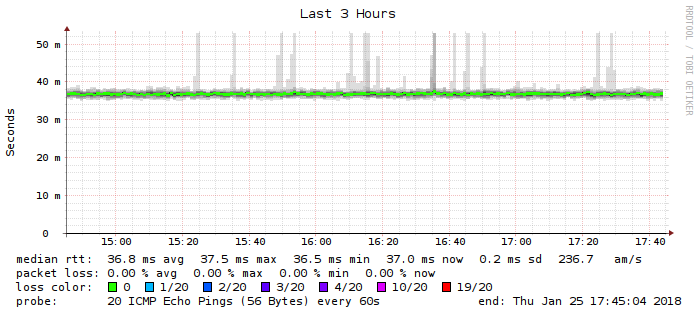 Last 3 Hours
RRDTOOL / TOBI OETIKER
Seconds
50 m
40 m
30 m
20 m
10 m
0
15:00 15:20 15:40 16:00 16:20 16:40 17:00 17:20 17:40
median rtt: 36.8 ms avg 37.5 ms max 36.5 ms min 37.0 ms now 0.2 ms sd 236.7 am/s
packet loss: 0.00 % avg 0.00 % max 0.00 % min 0.00 % now
loss color: 0 1/20 2/20 3/20 4/20 10/20 19/20
probe: 20 ICMP Echo Pings (56 Bytes) every 60s end: Thu Jan 25 17:45:04 2018